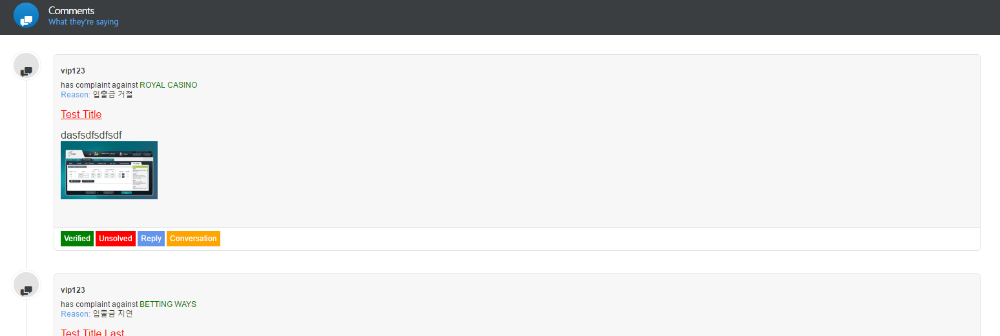 Comments
What they're saying
vip123
has complaint against ROYAL CASINO
Reason: 입출금 거절
Test Title
dasfsdfsdfsdf
Verified Unsolved Reply Conversation
vip123
has complaint against BETTING WAYS
Reason: 입출금 지연
Test Title Last